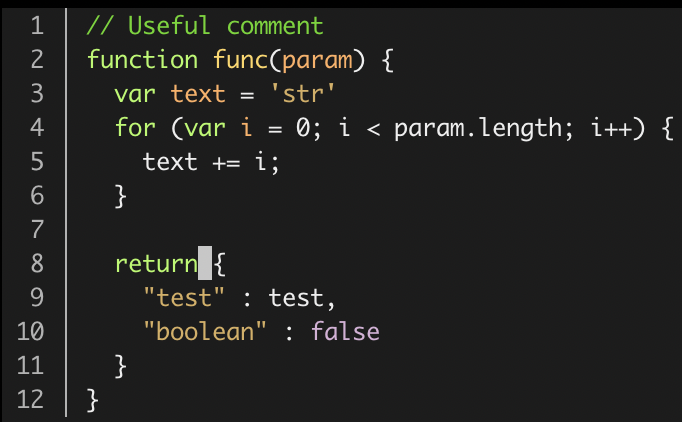 1 // Useful comment
2 function func(param) {
3   var text = 'str'
4   for (var i = 0; i < param.length; i++) {
5     text += i;
6   }
7
8   return {
9     "test" : test,
10     "boolean" : false
11   }
12 }